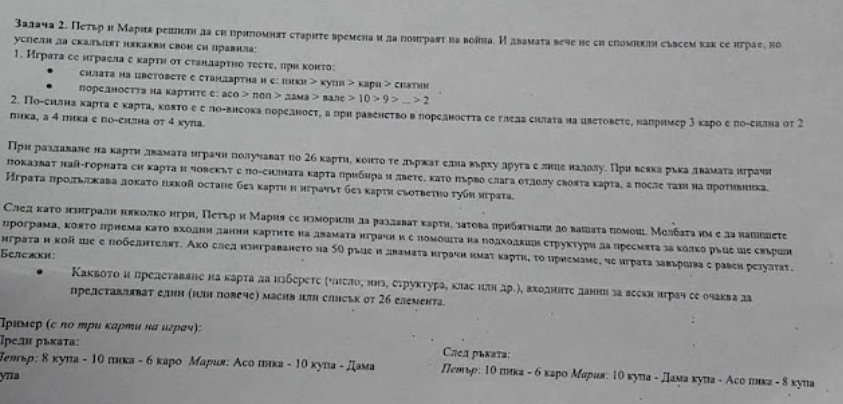 Задача 2. Петър и Мария решили да си припомнят старите времена и да поиграят на война. И двамата вече не си спомняли съвсем как се играе, но
успели да скалъпят някакви свои си правила:
1. Играта се играела с карти от стандартно тесте, при които:
• силата на цветовете е стандартна и с: пики > купи > кари > спатии
• поредността на картите с: асо > поп > дама > вале > 10 > 9 > ... > 2
2. По-силна карта е карта, която е с по-висока поредност, а при равенство в поредността се гледа силата на цветовете, например 3 каро е по-силна от 2
пика, а 4 пика е по-силна от 4 купа.
При раздаване на карти двамата играчи получават по 26 карти, които те държат една върху друга с лице надолу. При всяка ръка двамата играчи
показват най-горната си карта и човекът с по-силната карта прибира и двете, като първо слага отдолу своята карта, а после тази на противника.
Играта продължава докато някой остане без карти и играчът без карти съответно губи играта.
След като изиграли няколко игри, Петър и Мария се изморили да раздават карти, затова прибягнали до вашата помощ. Молбата им е да напишете
програма, която приема като входни данни картите на двамата играчи и с помощта на подходящи структури да пресмята за колко ръце ще свърши
играта и кой ще е победителят. Ако след изиграването на 50 ръце и двамата играчи имат карти, то приемаме, че играта завършва с равен резултат.
Бележки:
• Каквото и представяне на карта да изберете (число, низ, структура, клас или др.), входните данни за всеки играч се очаква да
представляват един (или повече) масив или списък от 26 елемента.
Пример (с по три карти на играч):
Преди ръката:
Петър: 8 купа - 10 пика - 6 каро Мария: Асо пика - 10 купа - Дама
купа
След ръката:
Петър: 10 пика - 6 каро Мария: 10 купа - Дама купа - Асо пика - 8 купа